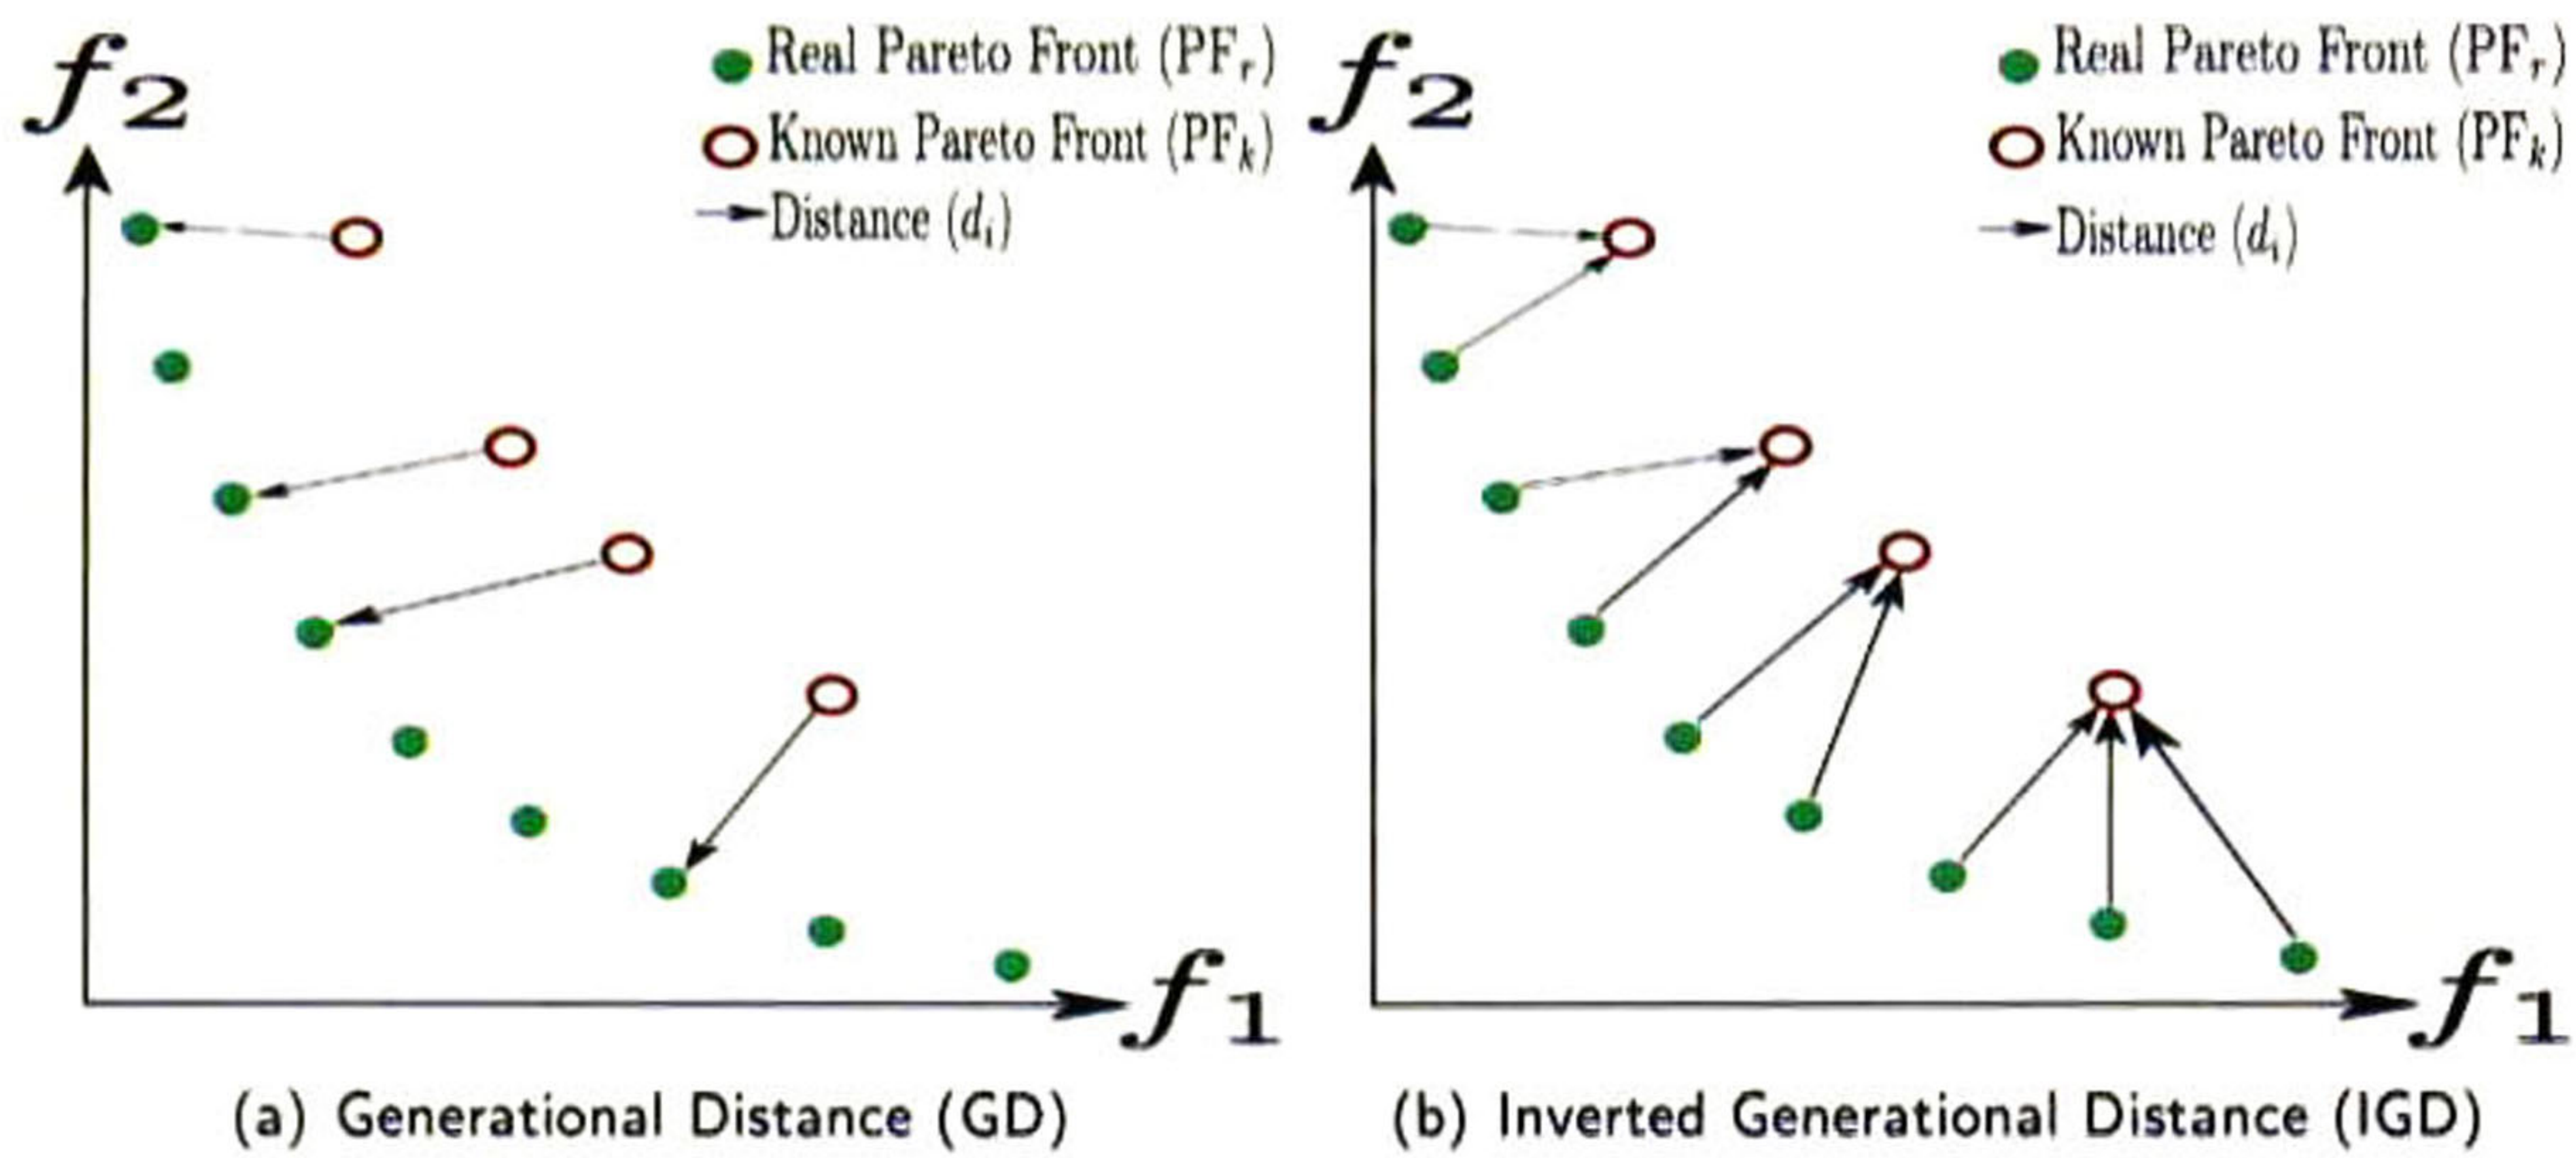 f₂
Real Pareto Front (PFᵣ)
Known Pareto Front (PFₖ)
Distance (dᵢ)
f₁
(a) Generational Distance (GD)
f₂
Real Pareto Front (PFᵣ)
Known Pareto Front (PFₖ)
Distance (dᵢ)
f₁
(b) Inverted Generational Distance (IGD)